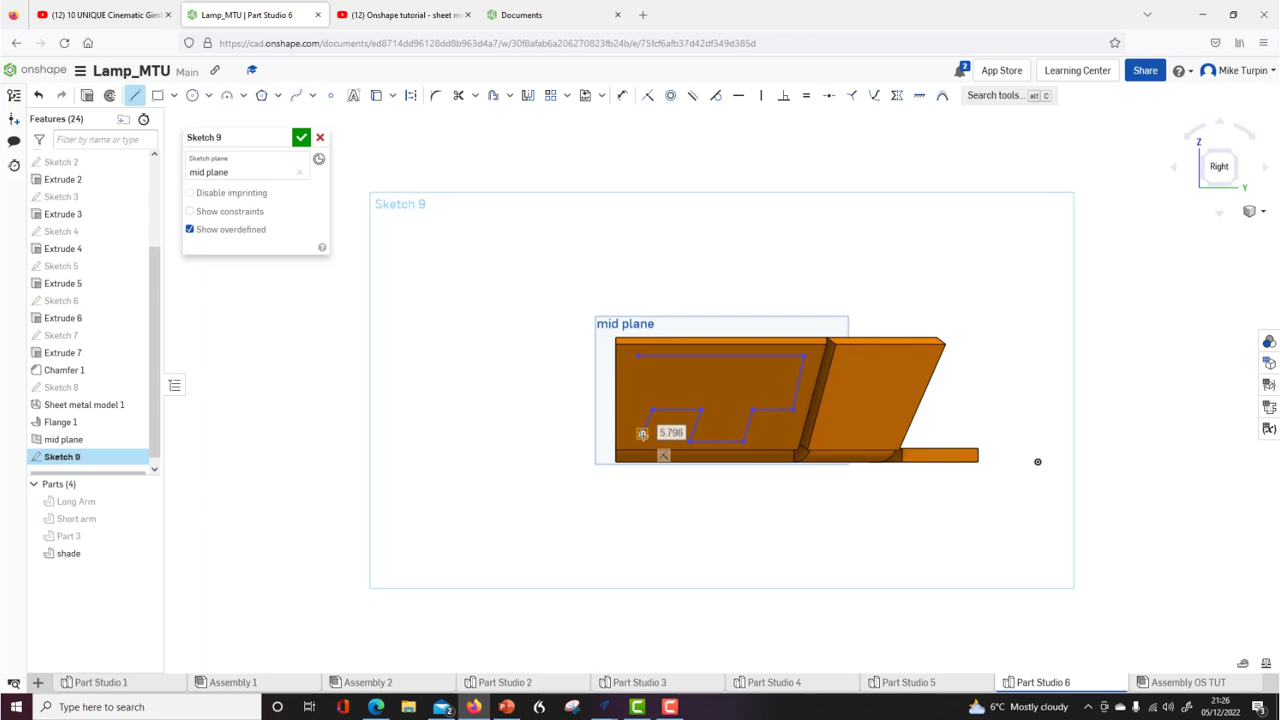 (12) 10 UNIQUE Cinematic Giml
Lamp_MTU | Part Studio 6
(12) Onshape tutorial - sheet m
Documents
https://cad.onshape.com/documents/ed8714dd96128dd8b963d4a7/w/30f8afab6a206270823fb24b/e/75fcf6afb37d42df349d385d
onshape
Lamp_MTU
Main
2
App Store
Learning Center
Share
Mike Turpin
Search tools...
alt
C
Features (24)
Filter by name or type
Sketch 2
Extrude 2
Sketch 3
Extrude 3
Sketch 4
Extrude 4
Sketch 5
Extrude 5
Sketch 6
Extrude 6
Sketch 7
Extrude 7
Chamfer 1
Sketch 8
Sheet metal model 1
Flange 1
mid plane
Sketch 9
Parts (4)
Long Arm
Short arm
Part 3
shade
Sketch 9
Sketch plane
mid plane
Disable imprinting
Show constraints
Show overdefined
Sketch 9
mid plane
5.796
Z
Right
Y
Part Studio 1
Assembly 1
Assembly 2
Part Studio 2
Part Studio 3
Part Studio 4
Part Studio 5
Part Studio 6
Assembly OS TUT
Type here to search
6°C Mostly cloudy
21:26
05/12/2022